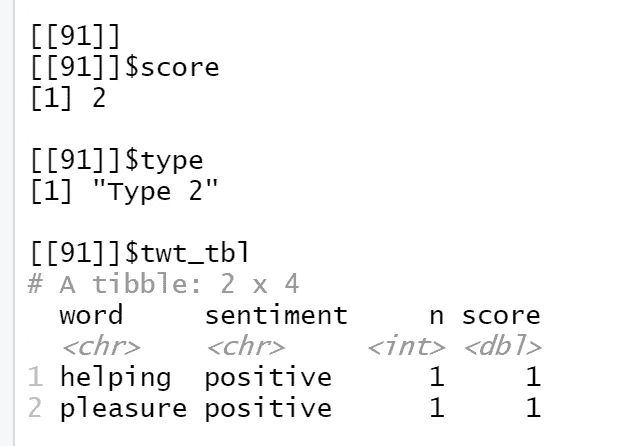 [[91]]
[[91]]$score
[1] 2
[[91]]$type
[1] "Type 2"
[[91]]$twt_tbl
# A tibble: 2 x 4
word sentiment n score
<chr> <chr> <int> <dbl>
1 helping positive 1 1
2 pleasure positive 1 1